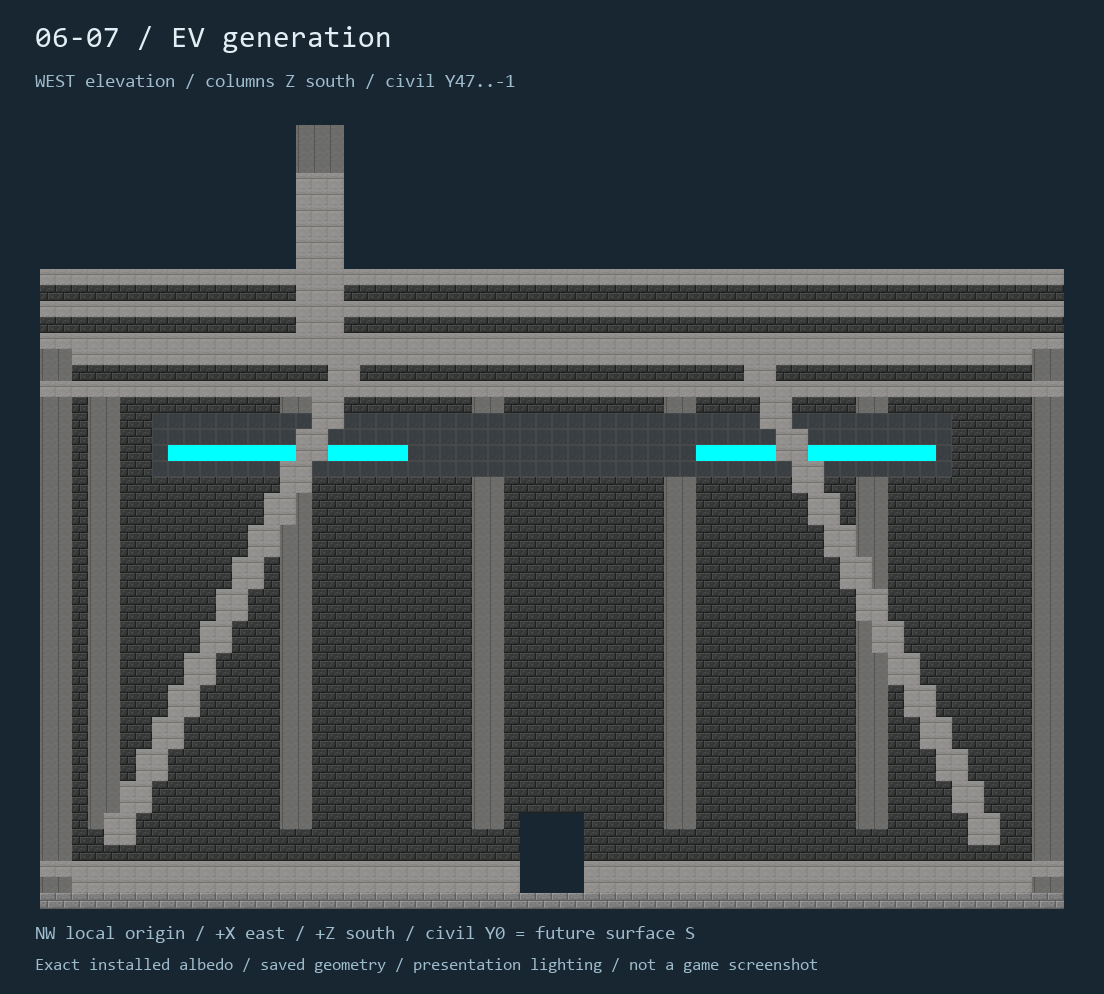 06-07 / EV generation
WEST elevation / columns Z south / civil Y47..-1
NW local origin / +X east / +Z south / civil Y0 = future surface S
Exact installed albedo / saved geometry / presentation lighting / not a game screenshot